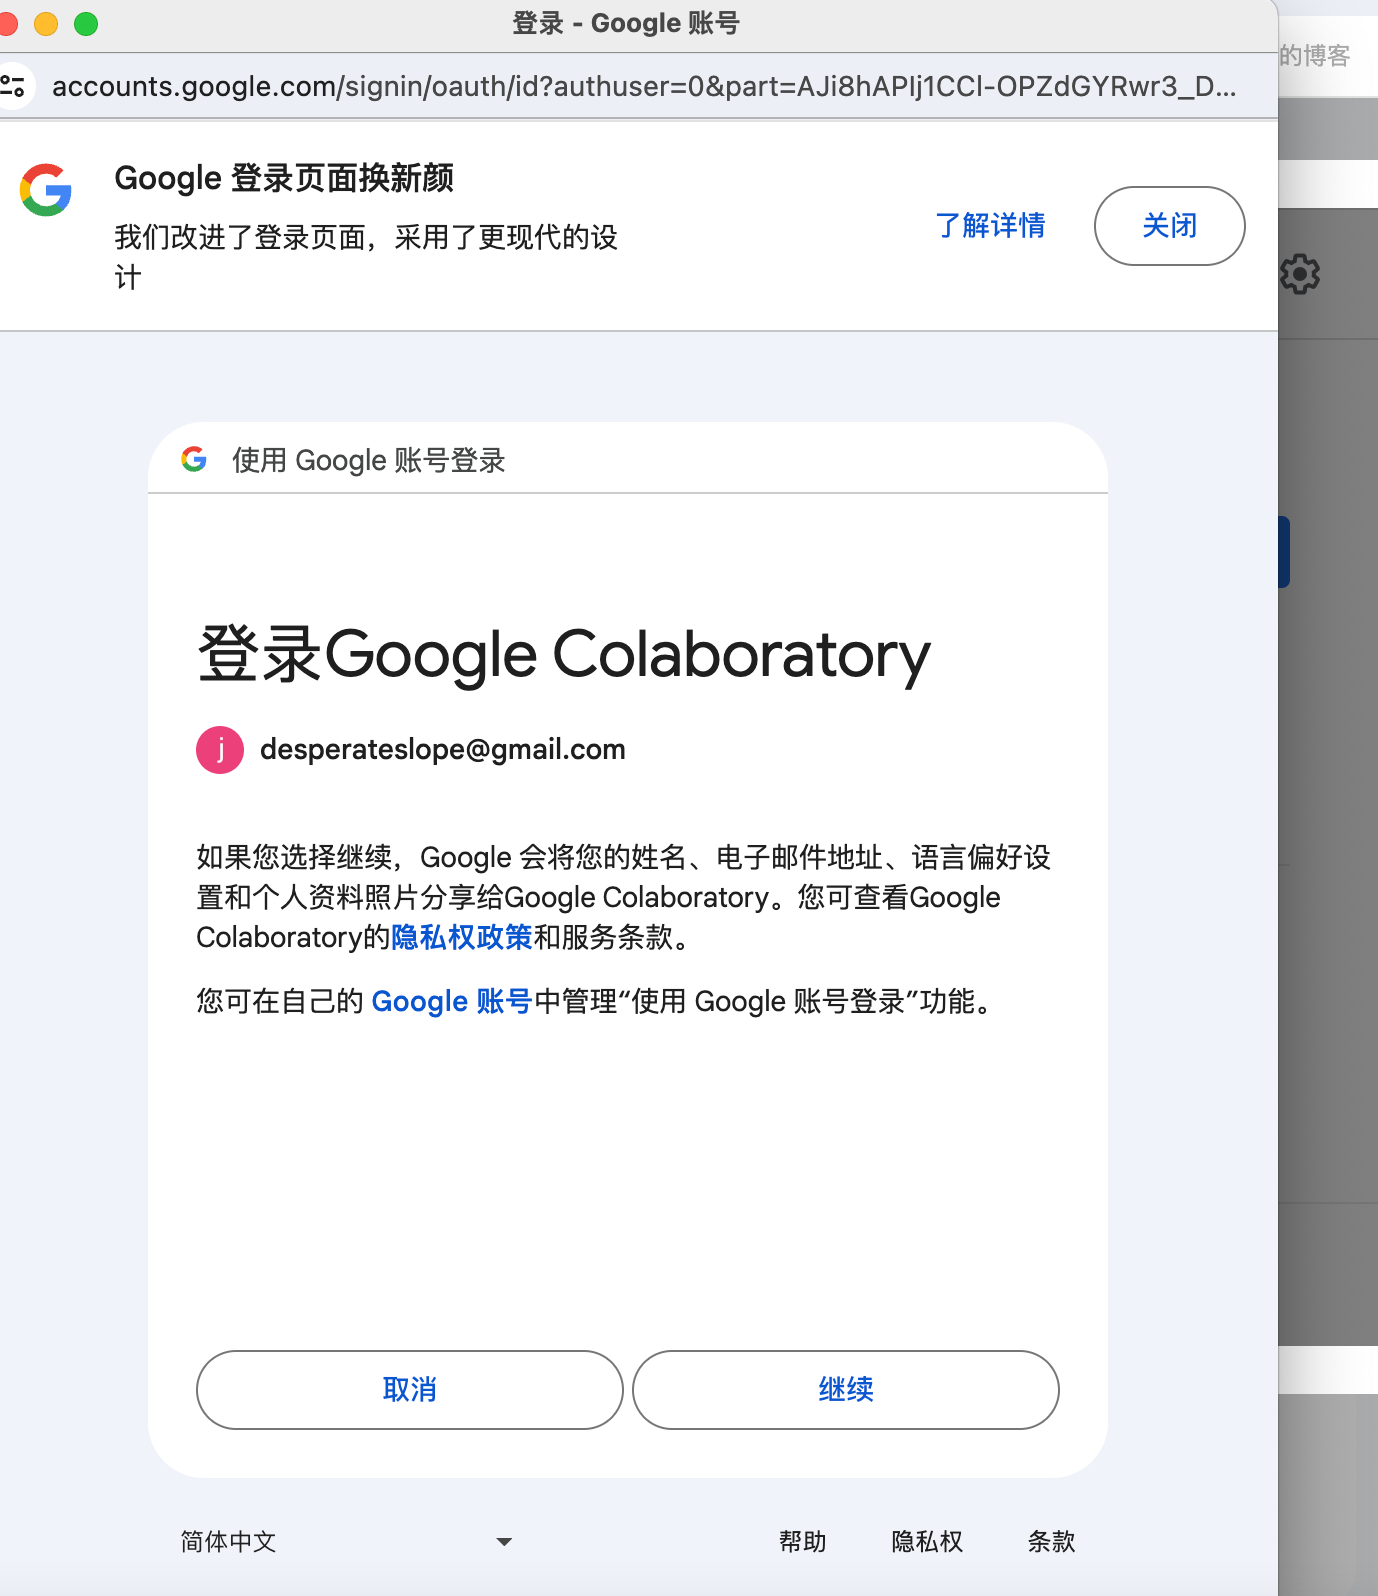 登录 - Google 账号
的博客
accounts.google.com/signin/oauth/id?authuser=0&part=AJi8hAPIj1CCl-OPZdGYRwr3_D...
Google 登录页面换新颜
我们改进了登录页面，采用了更现代的设
计
了解详情
关闭
使用 Google 账号登录
登录Google Colaboratory
j
desperateslope@gmail.com
如果您选择继续，Google 会将您的姓名、电子邮件地址、语言偏好设
置和个人资料照片分享给Google Colaboratory。您可查看Google
Colaboratory的隐私权政策和服务条款。
您可在自己的 Google 账号中管理“使用 Google 账号登录”功能。
取消
继续
简体中文
帮助
隐私权
条款